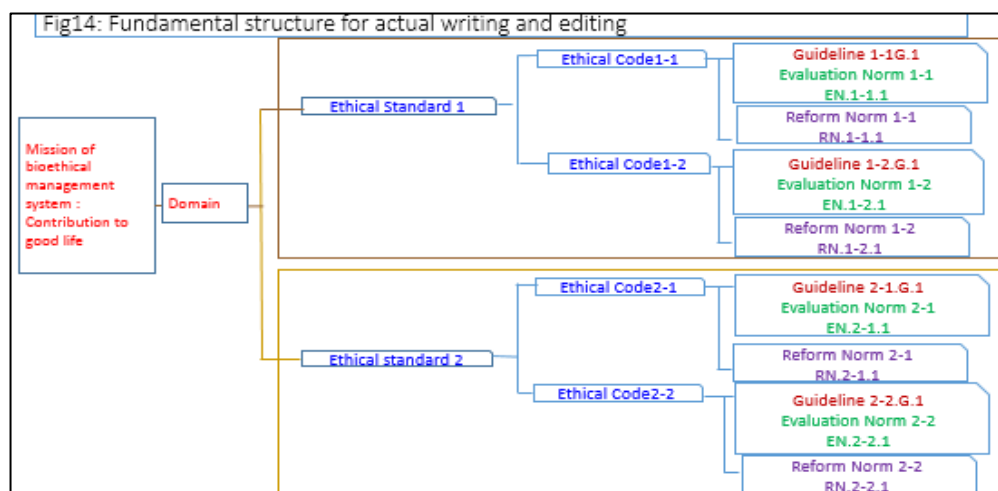 Fig14: Fundamental structure for actual writing and editing
Mission of
bioethical
management
system :
Contribution to
good life
Domain
Ethical Standard 1
Ethical Code1-1
Guideline 1-1G.1
Evaluation Norm 1-1
EN.1-1.1
Reform Norm 1-1
RN.1-1.1
Ethical Code1-2
Guideline 1-2.G.1
Evaluation Norm 1-2
EN.1-2.1
Reform Norm 1-2
RN.1-2.1
Ethical standard 2
Ethical Code2-1
Guideline 2-1.G.1
Evaluation Norm 2-1
EN.2-1.1
Reform Norm 2-1
RN.2-1.1
Ethical Code2-2
Guideline 2-2.G.1
Evaluation Norm 2-2
EN.2-2.1
Reform Norm 2-2
RN.2-2.1